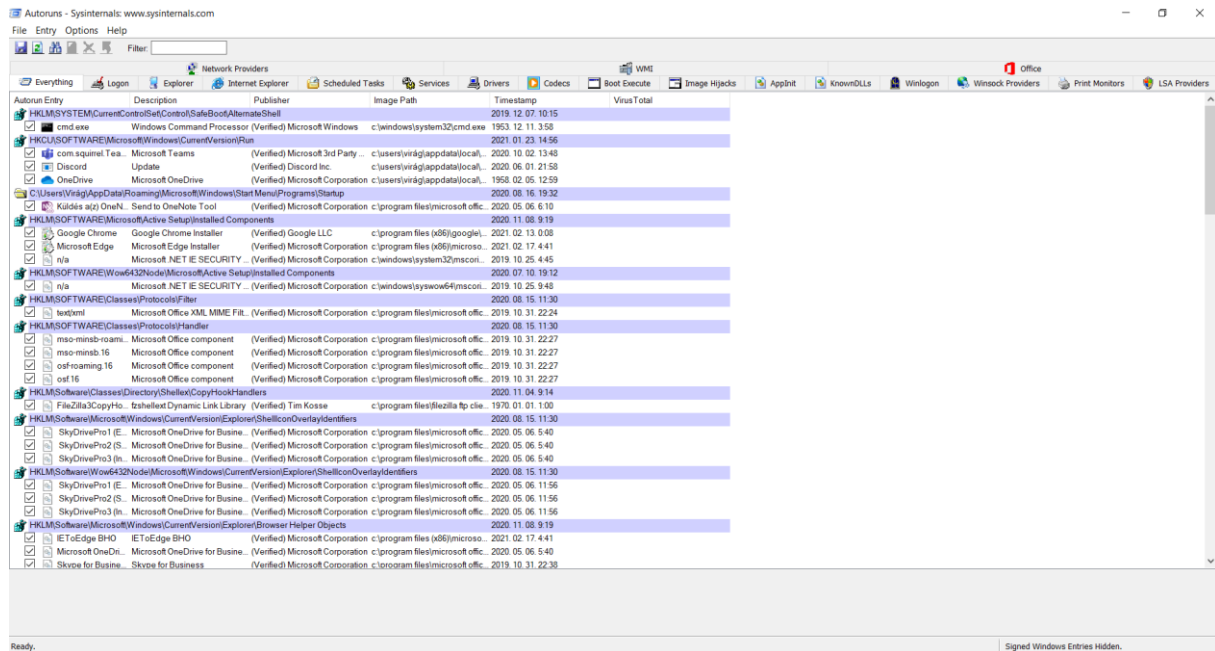 Autoruns - Sysinternals: www.sysinternals.com
File Entry Options Help
Filter:
Network Providers WMI Office
Everything Logon Explorer Internet Explorer Scheduled Tasks Services Drivers Codecs Boot Execute Image Hijacks AppInit KnownDLLs Winlogon Winsock Providers Print Monitors LSA Providers
Autorun Entry Description Publisher Image Path Timestamp VirusTotal
HKLM\SYSTEM\CurrentControlSet\Control\SafeBoot\AlternateShell 2019. 12. 07. 10:15
cmd.exe Windows Command Processor (Verified) Microsoft Windows c:\windows\system32\cmd.exe 1953. 12. 11. 3:58
HKCU\SOFTWARE\Microsoft\Windows\CurrentVersion\Run 2021. 01. 23. 14:56
com.squirrel.Tea... Microsoft Teams (Verified) Microsoft 3rd Party ... c:\users\virág\appdata\local\... 2020. 10. 02. 13:48
Discord Update (Verified) Discord Inc. c:\users\virág\appdata\local\... 2020. 06. 01. 21:58
OneDrive Microsoft OneDrive (Verified) Microsoft Corporation c:\users\virág\appdata\local\... 1958. 02. 05. 12:59
C:\Users\Virág\AppData\Roaming\Microsoft\Windows\Start Menu\Programs\Startup 2020. 08. 16. 19:32
Küldés a(z) OneN... Send to OneNote Tool (Verified) Microsoft Corporation c:\program files\microsoft offic... 2020. 05. 06. 6:10
HKLM\SOFTWARE\Microsoft\Active Setup\Installed Components 2020. 11. 08. 9:19
Google Chrome Google Chrome Installer (Verified) Google LLC c:\program files (x86)\google\... 2021. 02. 13. 0:08
Microsoft Edge Microsoft Edge Installer (Verified) Microsoft Corporation c:\program files (x86)\microso... 2021. 02. 17. 4:41
n/a Microsoft .NET IE SECURITY ... (Verified) Microsoft Corporation c:\windows\system32\mscori... 2019. 10. 25. 4:45
HKLM\SOFTWARE\Wow6432Node\Microsoft\Active Setup\Installed Components 2020. 07. 10. 19:12
n/a Microsoft .NET IE SECURITY ... (Verified) Microsoft Corporation c:\windows\syswow64\mscori... 2019. 10. 25. 9:48
HKLM\SOFTWARE\Classes\Protocols\Filter 2020. 08. 15. 11:30
text/xml Microsoft Office XML MIME Filt... (Verified) Microsoft Corporation c:\program files\microsoft offic... 2019. 10. 31. 22:24
HKLM\SOFTWARE\Classes\Protocols\Handler 2020. 08. 15. 11:30
mso-minsb-roami... Microsoft Office component (Verified) Microsoft Corporation c:\program files\microsoft offic... 2019. 10. 31. 22:27
mso-minsb.16 Microsoft Office component (Verified) Microsoft Corporation c:\program files\microsoft offic... 2019. 10. 31. 22:27
osf-roaming.16 Microsoft Office component (Verified) Microsoft Corporation c:\program files\microsoft offic... 2019. 10. 31. 22:27
osf.16 Microsoft Office component (Verified) Microsoft Corporation c:\program files\microsoft offic... 2019. 10. 31. 22:27
HKLM\Software\Classes\Directory\Shellex\CopyHookHandlers 2020. 11. 04. 9:14
FileZilla3CopyHo... fzshellext Dynamic Link Library (Verified) Tim Kosse c:\program files\filezilla ftp clie... 1970. 01. 01. 1:00
HKLM\Software\Microsoft\Windows\CurrentVersion\Explorer\ShellIconOverlayIdentifiers 2020. 08. 15. 11:30
SkyDrivePro1 (E... Microsoft OneDrive for Busine... (Verified) Microsoft Corporation c:\program files\microsoft offic... 2020. 05. 06. 5:40
SkyDrivePro2 (S... Microsoft OneDrive for Busine... (Verified) Microsoft Corporation c:\program files\microsoft offic... 2020. 05. 06. 5:40
SkyDrivePro3 (In... Microsoft OneDrive for Busine... (Verified) Microsoft Corporation c:\program files\microsoft offic... 2020. 05. 06. 5:40
HKLM\Software\Wow6432Node\Microsoft\Windows\CurrentVersion\Explorer\ShellIconOverlayIdentifiers 2020. 08. 15. 11:30
SkyDrivePro1 (E... Microsoft OneDrive for Busine... (Verified) Microsoft Corporation c:\program files\microsoft offic... 2020. 05. 06. 11:56
SkyDrivePro2 (S... Microsoft OneDrive for Busine... (Verified) Microsoft Corporation c:\program files\microsoft offic... 2020. 05. 06. 11:56
SkyDrivePro3 (In... Microsoft OneDrive for Busine... (Verified) Microsoft Corporation c:\program files\microsoft offic... 2020. 05. 06. 11:56
HKLM\Software\Microsoft\Windows\CurrentVersion\Explorer\Browser Helper Objects 2020. 11. 08. 9:19
IEToEdge BHO IEToEdge BHO (Verified) Microsoft Corporation c:\program files (x86)\microso... 2021. 02. 17. 4:41
Microsoft OneDri... Microsoft OneDrive for Busine... (Verified) Microsoft Corporation c:\program files\microsoft offic... 2020. 05. 06. 5:40
Skype for Busine... Skype for Business (Verified) Microsoft Corporation c:\program files\microsoft offic... 2019. 10. 31. 22:38
Ready. Signed Windows Entries Hidden.